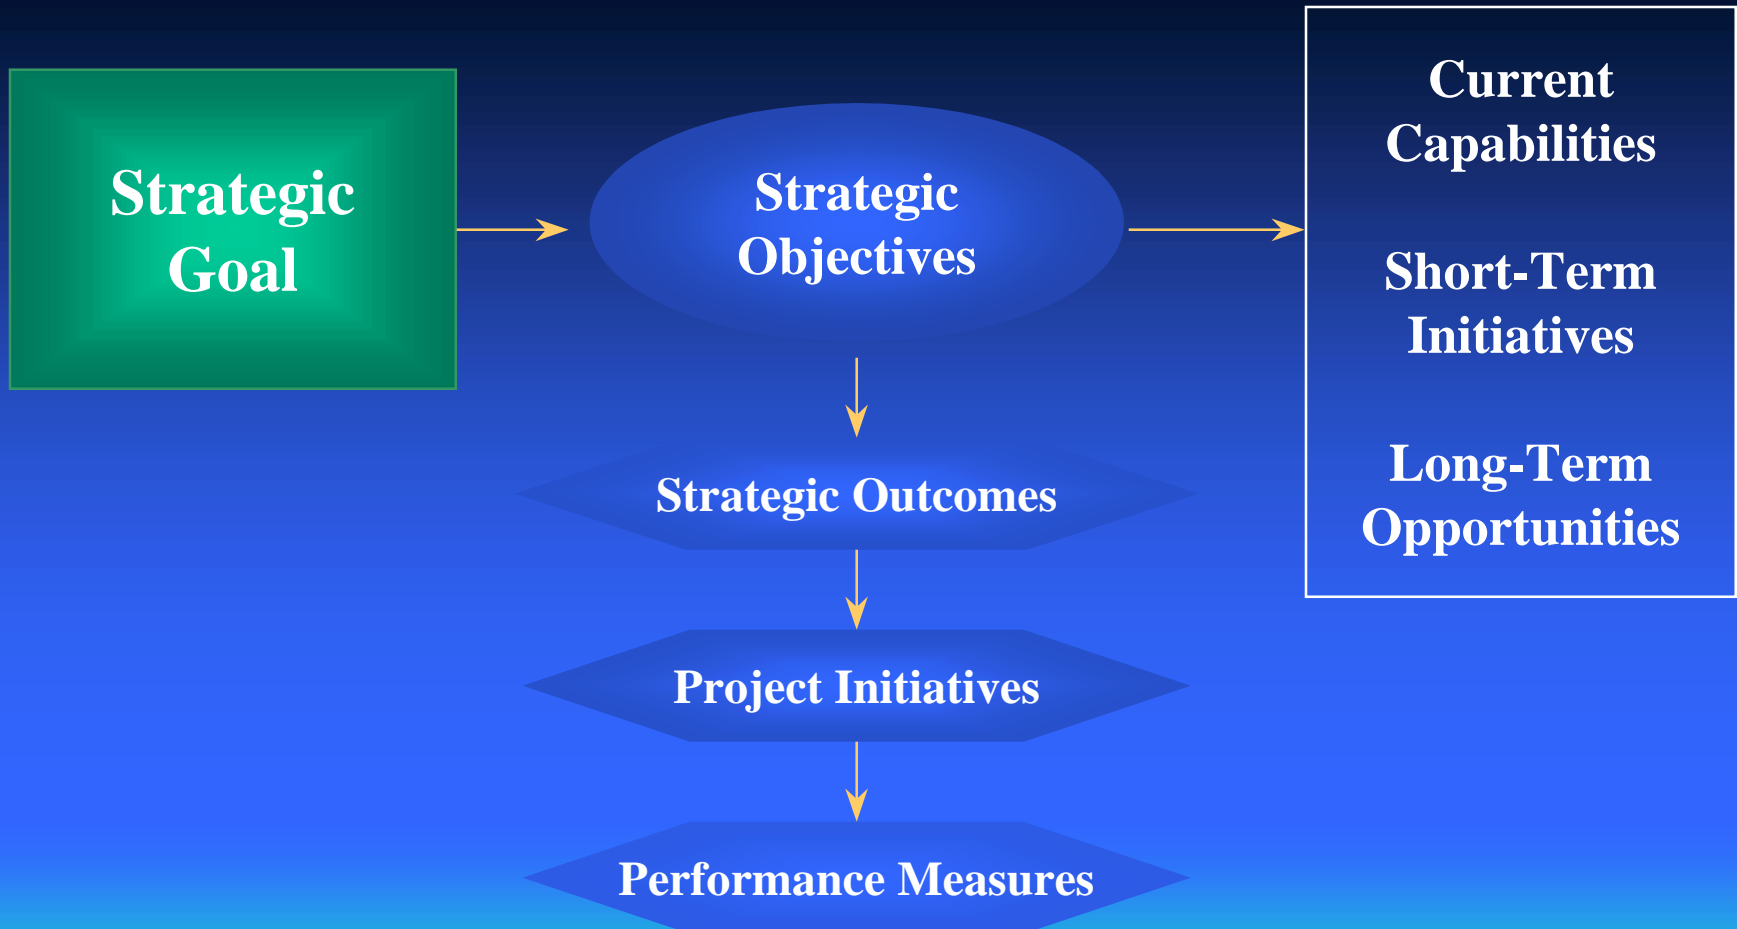 Strategic
Goal
Strategic
Objectives
Current
Capabilities
Short-Term
Initiatives
Long-Term
Opportunities
Strategic Outcomes
Project Initiatives
Performance Measures